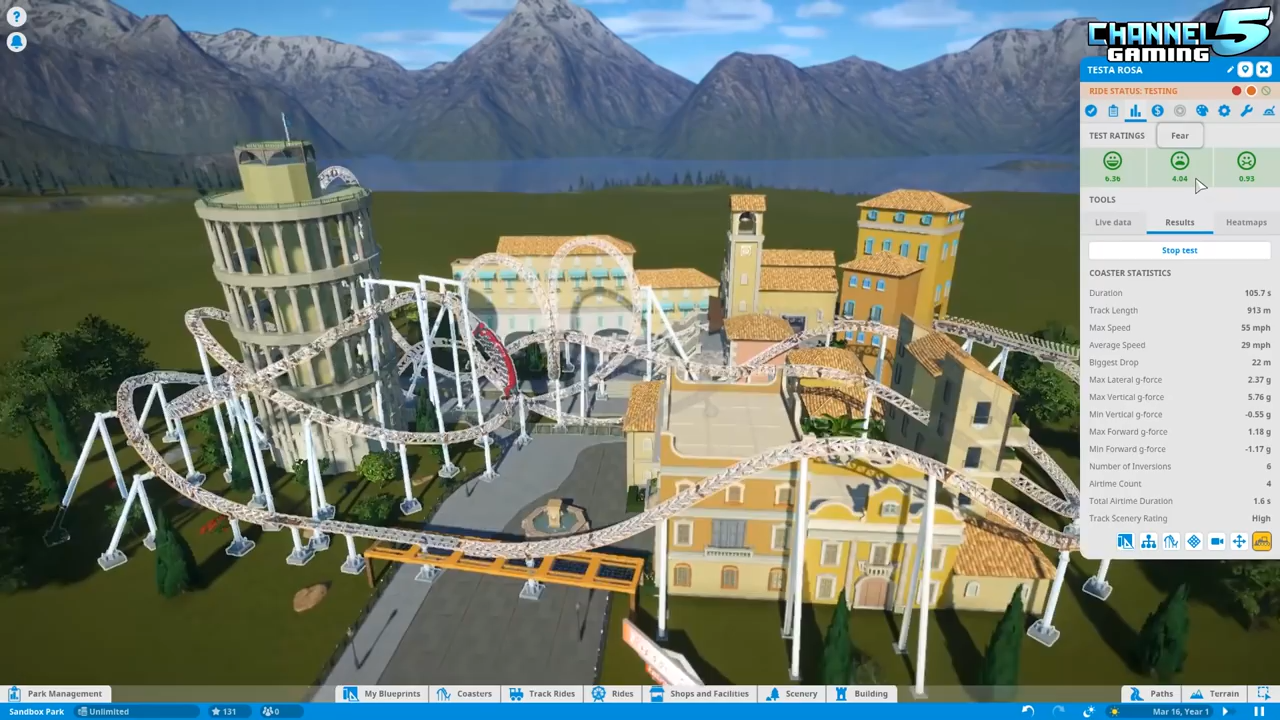 ?
CHANNEL 5
GAMING
TESTA ROSA
RIDE STATUS: TESTING
TEST RATINGS
Fear
6.36 4.04 0.93
TOOLS
Live data Results Heatmaps
Stop test
COASTER STATISTICS
Duration 105.7 s
Track Length 913 m
Max Speed 55 mph
Average Speed 29 mph
Biggest Drop 22 m
Max Lateral g-force 2.37 g
Max Vertical g-force 5.76 g
Min Vertical g-force -0.55 g
Max Forward g-force 1.18 g
Min Forward g-force -1.17 g
Number of Inversions 6
Airtime Count 4
Total Airtime Duration 1.6 s
Track Scenery Rating High
Park Management My Blueprints Coasters Track Rides Rides Shops and Facilities Scenery Building Paths Terrain
Sandbox Park Unlimited 131 0 Mar 16, Year 1